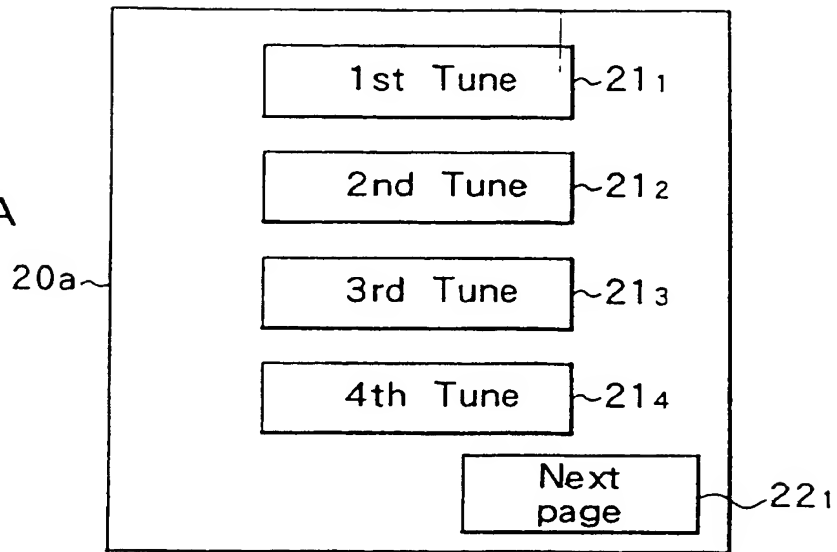 1st Tune 21₁
2nd Tune 21₂
A
20a
3rd Tune 21₃
4th Tune 21₄
Next
page 22₁